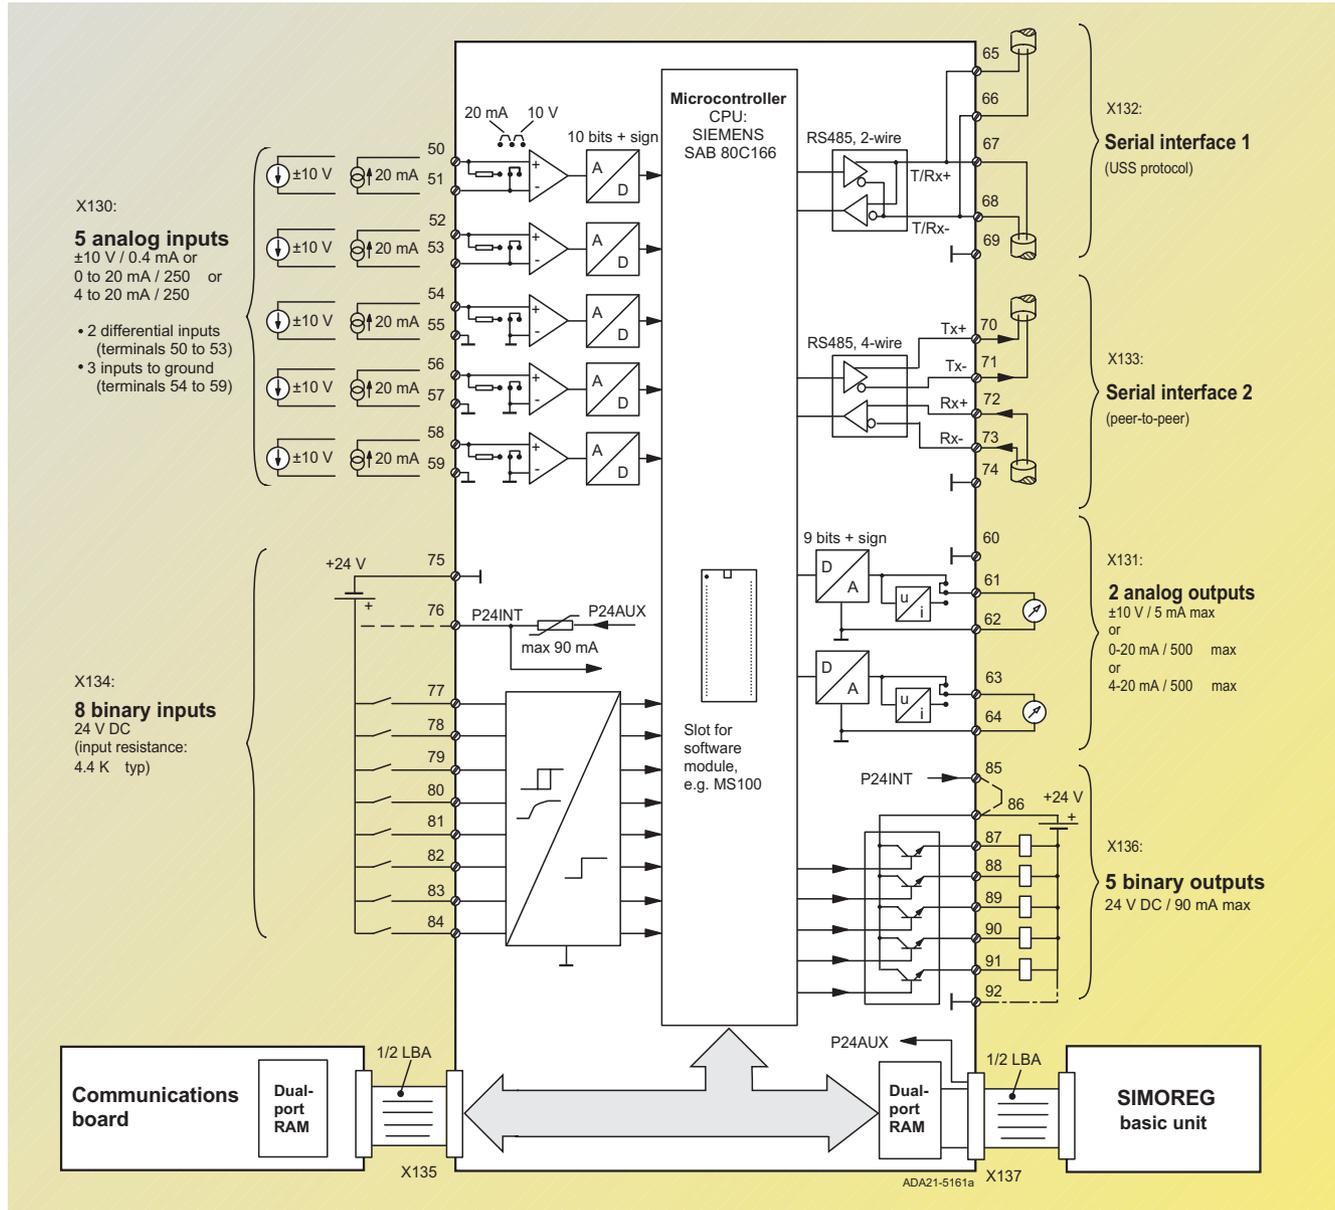 X130:
5 analog inputs
±10 V / 0.4 mA or
0 to 20 mA / 250 or
4 to 20 mA / 250
• 2 differential inputs
(terminals 50 to 53)
• 3 inputs to ground
(terminals 54 to 59)
±10 V
20 mA
±10 V
20 mA
±10 V
20 mA
±10 V
20 mA
±10 V
20 mA
50
51
52
53
54
55
56
57
58
59
20 mA 10 V
10 bits + sign
+
-
A
D
+
-
A
D
+
-
A
D
+
-
A
D
+
-
A
D
Microcontroller
CPU:
SIEMENS
SAB 80C166
Slot for
software
module,
e.g. MS100
RS485, 2-wire
T/Rx+
T/Rx-
65
66
67
68
69
X132:
Serial interface 1
(USS protocol)
RS485, 4-wire
Tx+
Tx-
Rx+
Rx-
70
71
72
73
74
X133:
Serial interface 2
(peer-to-peer)
9 bits + sign
D
A
u
i
D
A
u
i
60
61
62
63
64
X131:
2 analog outputs
±10 V / 5 mA max
or
0-20 mA / 500 max
or
4-20 mA / 500 max
X134:
8 binary inputs
24 V DC
(input resistance:
4.4 K typ)
+24 V
+
75
76
77
78
79
80
81
82
83
84
P24INT
P24AUX
max 90 mA
P24INT
85
86
+24 V
+
87
88
89
90
91
92
X136:
5 binary outputs
24 V DC / 90 mA max
Communications
board
Dual-
port
RAM
1/2 LBA
X135
P24AUX
Dual-
port
RAM
1/2 LBA
X137
SIMOREG
basic unit
ADA21-5161a